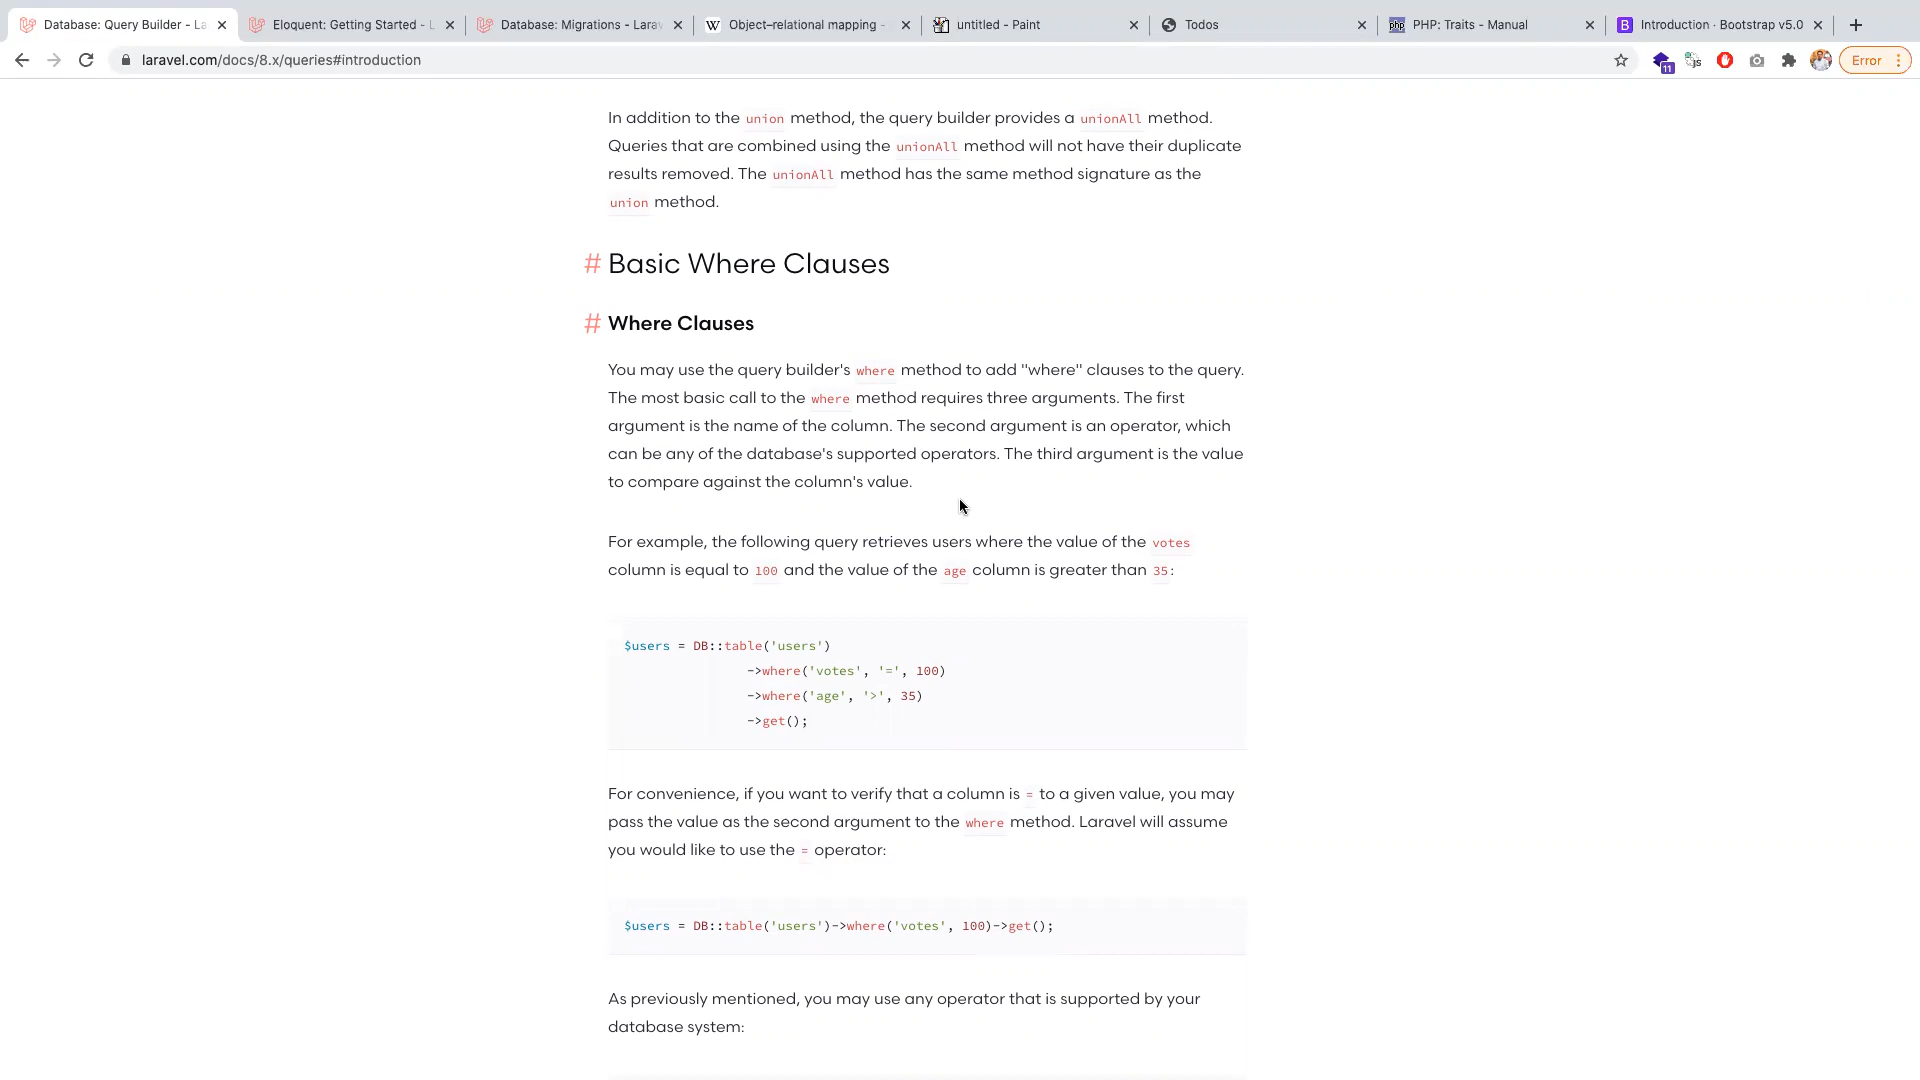 Database: Query Builder - La
Eloquent: Getting Started - L
Database: Migrations - Larav
Object–relational mapping -
untitled - Paint
Todos
PHP: Traits - Manual
Introduction · Bootstrap v5.0
laravel.com/docs/8.x/queries#introduction
11
Error
In addition to the union method, the query builder provides a unionAll method.
Queries that are combined using the unionAll method will not have their duplicate
results removed. The unionAll method has the same method signature as the
union method.
# Basic Where Clauses
# Where Clauses
You may use the query builder's where method to add "where" clauses to the query.
The most basic call to the where method requires three arguments. The first
argument is the name of the column. The second argument is an operator, which
can be any of the database's supported operators. The third argument is the value
to compare against the column's value.
For example, the following query retrieves users where the value of the votes
column is equal to 100 and the value of the age column is greater than 35:
$users = DB::table('users')
->where('votes', '=', 100)
->where('age', '>', 35)
->get();
For convenience, if you want to verify that a column is = to a given value, you may
pass the value as the second argument to the where method. Laravel will assume
you would like to use the = operator:
$users = DB::table('users')->where('votes', 100)->get();
As previously mentioned, you may use any operator that is supported by your
database system: